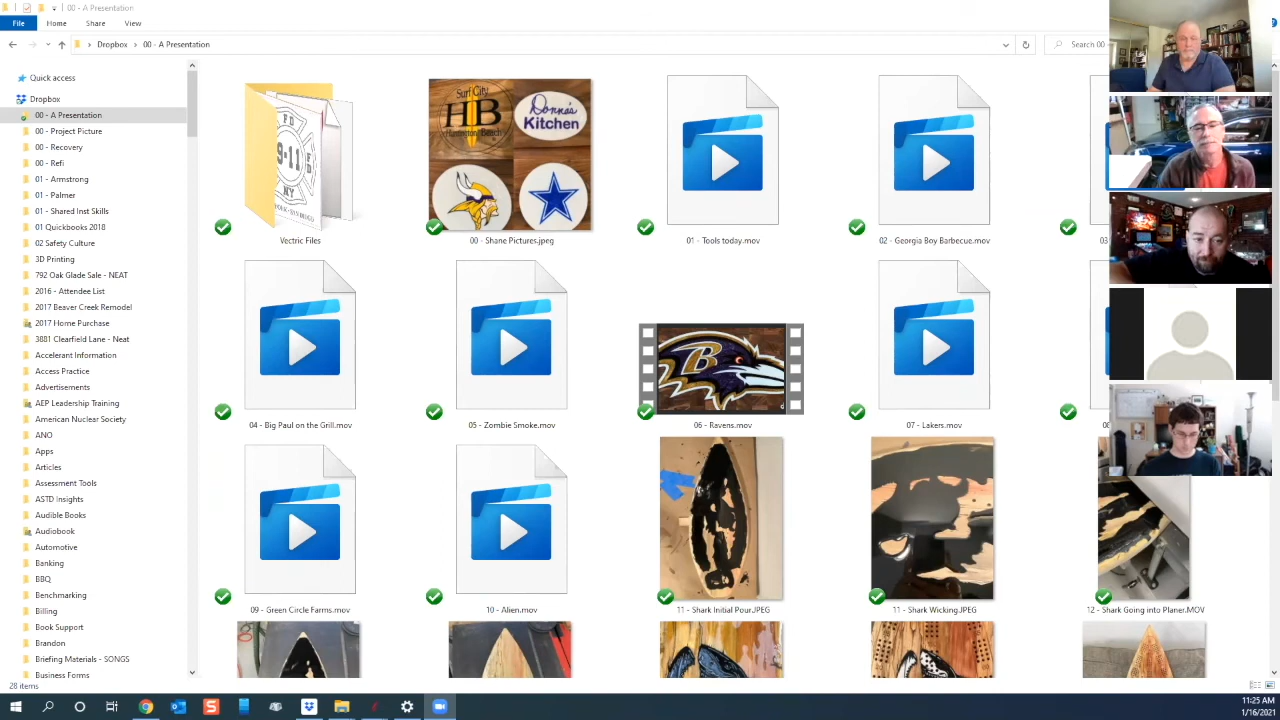 00 - A Presentation
File Home Share View
Dropbox 00 - A Presentation
Search 00
Quick access
Dropbox
00 - A Presentation
00 - Project Picture
00 - Recovery
00 - Refi
01 - Armstrong
01 - Palmer
01 - Shared Inst Skills
01 Quickbooks 2018
02 Safety Culture
3D Printing
792 Oak Glade Sale - NEAT
2016 - Attendee List
2017 Beaver Creek Remodel
2017 Home Purchase
3881 Clearfield Lane - Neat
Accelerant Information
Access Practice
Advertisements
AEP Leadership Training
American Nuclear Society
ANO
Apps
Articles
Assessment Tools
ASTD Insights
Audible Books
Audiobook
Automotive
Banking
BBQ
Benchmarking
Billing
Book Support
Brandon
Briefing Materials - SONGS
Business Forms
FD
9-11
FD
NY
Surf City
HB
Huntington Beach
Donna's
Kitchen
Vectric Files
00 - Shane Pictures.jpeg
01 - Tools today.mov
02 - Georgia Boy Barbecue.mov
03
B
04 - Big Paul on the Grill.mov
05 - Zombie Smoke.mov
06 - Ravens.mov
07 - Lakers.mov
09 - Green Circle Farms.mov
10 - Alien.mov
11 - Shark Initial Pour.JPEG
11 - Shark Wicking.JPEG
12 - Shark Going into Planer.MOV
28 items
11:25 AM
1/16/2021